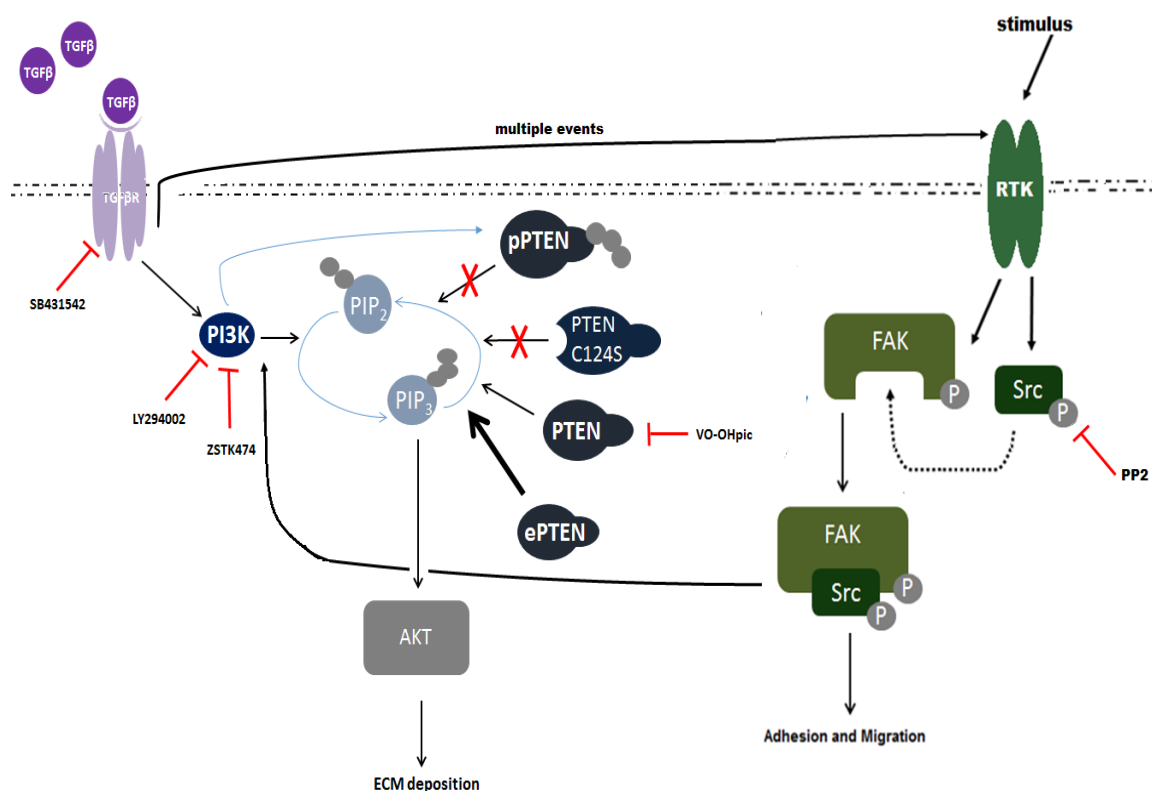 stimulus
TGFβ
TGFβ
TGFβ
multiple events
TGFβR
RTK
pPTEN
SB431542
PIP2
PI3K
PTEN
C124S
FAK
P
Src
P
PIP3
LY294002
ZSTK474
PTEN
VO-OHpic
PP2
ePTEN
FAK
Src
P
P
AKT
Adhesion and Migration
ECM deposition